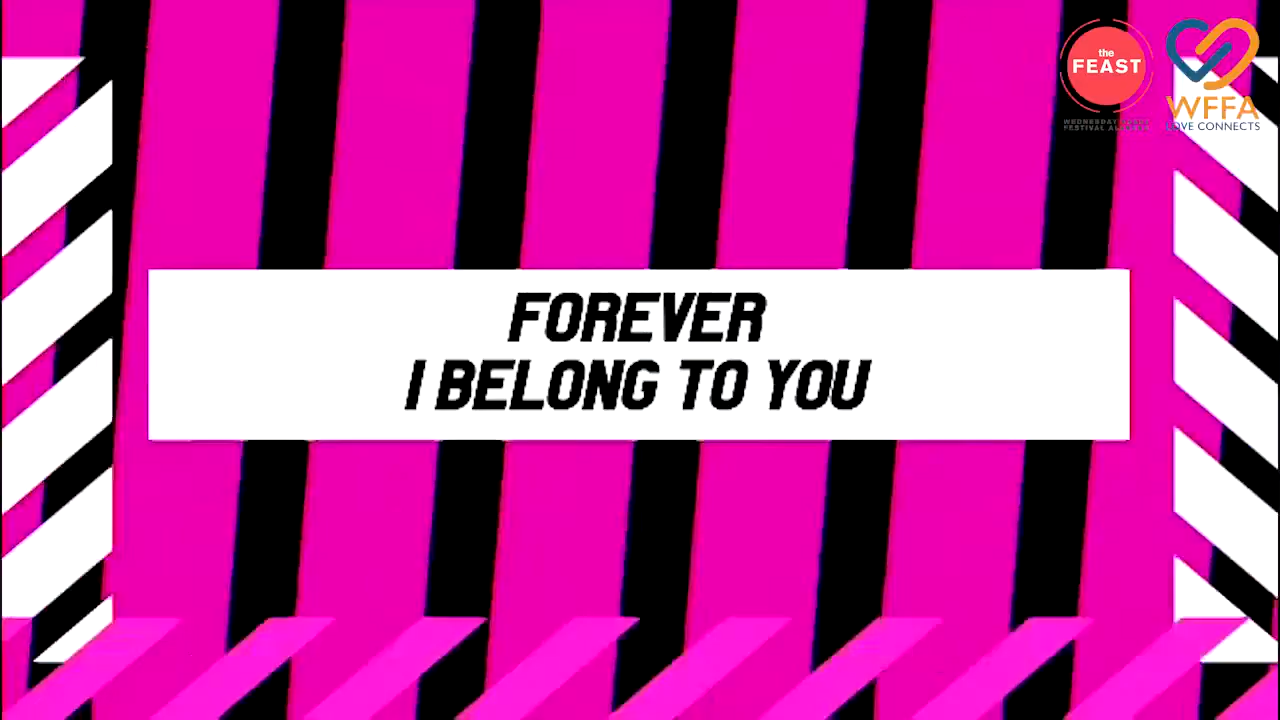 the
FEAST
WFFA
LOVE CONNECTS
FOREVER
I BELONG TO YOU